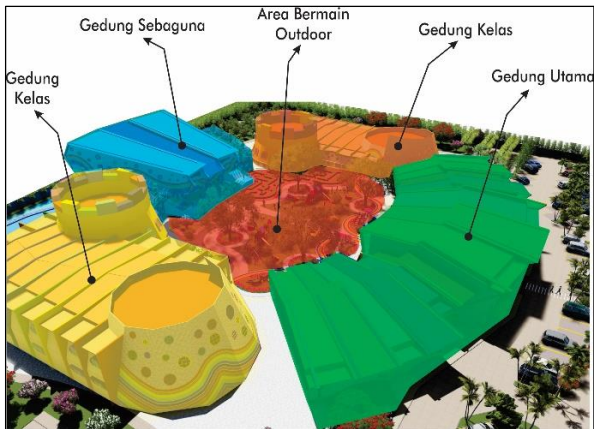 Gedung Sebaguna
Area Bermain
Outdoor
Gedung Kelas
Gedung Utama
Gedung
Kelas